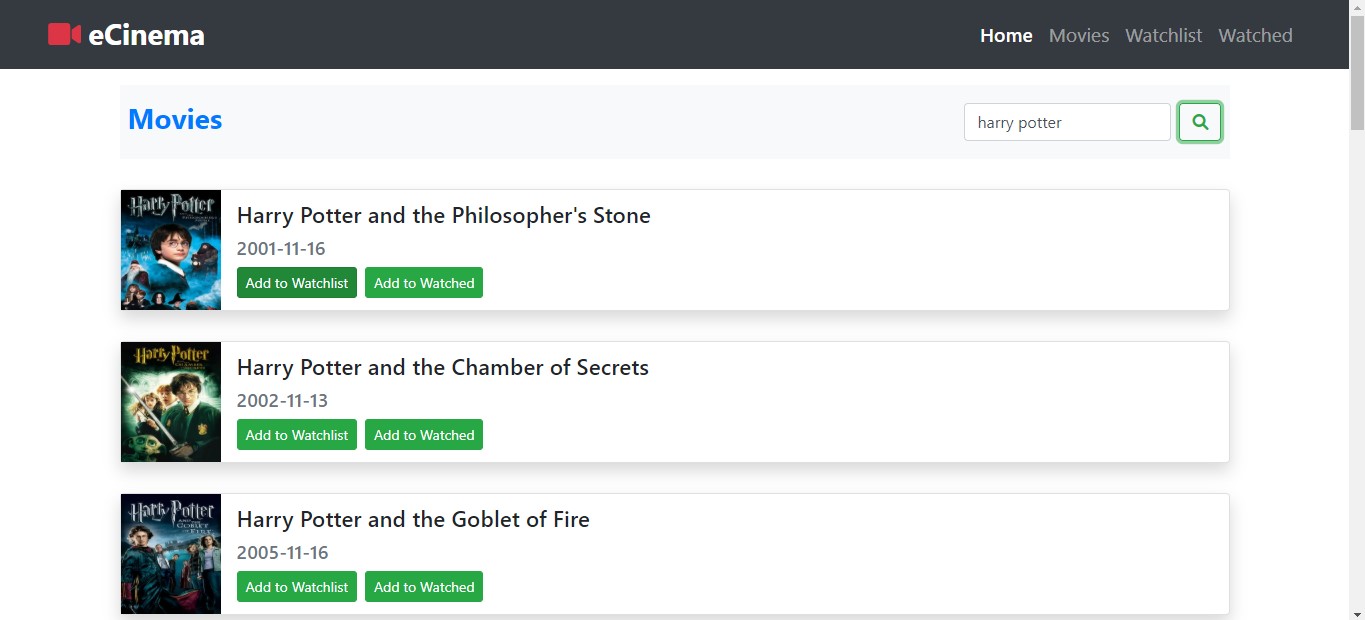 eCinema
Home Movies Watchlist Watched
Movies
harry potter
Harry Potter
Harry Potter and the Philosopher's Stone
2001-11-16
Add to Watchlist Add to Watched
Harry Potter
Harry Potter and the Chamber of Secrets
2002-11-13
Add to Watchlist Add to Watched
Harry Potter
GOBLET OF FIRE
Harry Potter and the Goblet of Fire
2005-11-16
Add to Watchlist Add to Watched